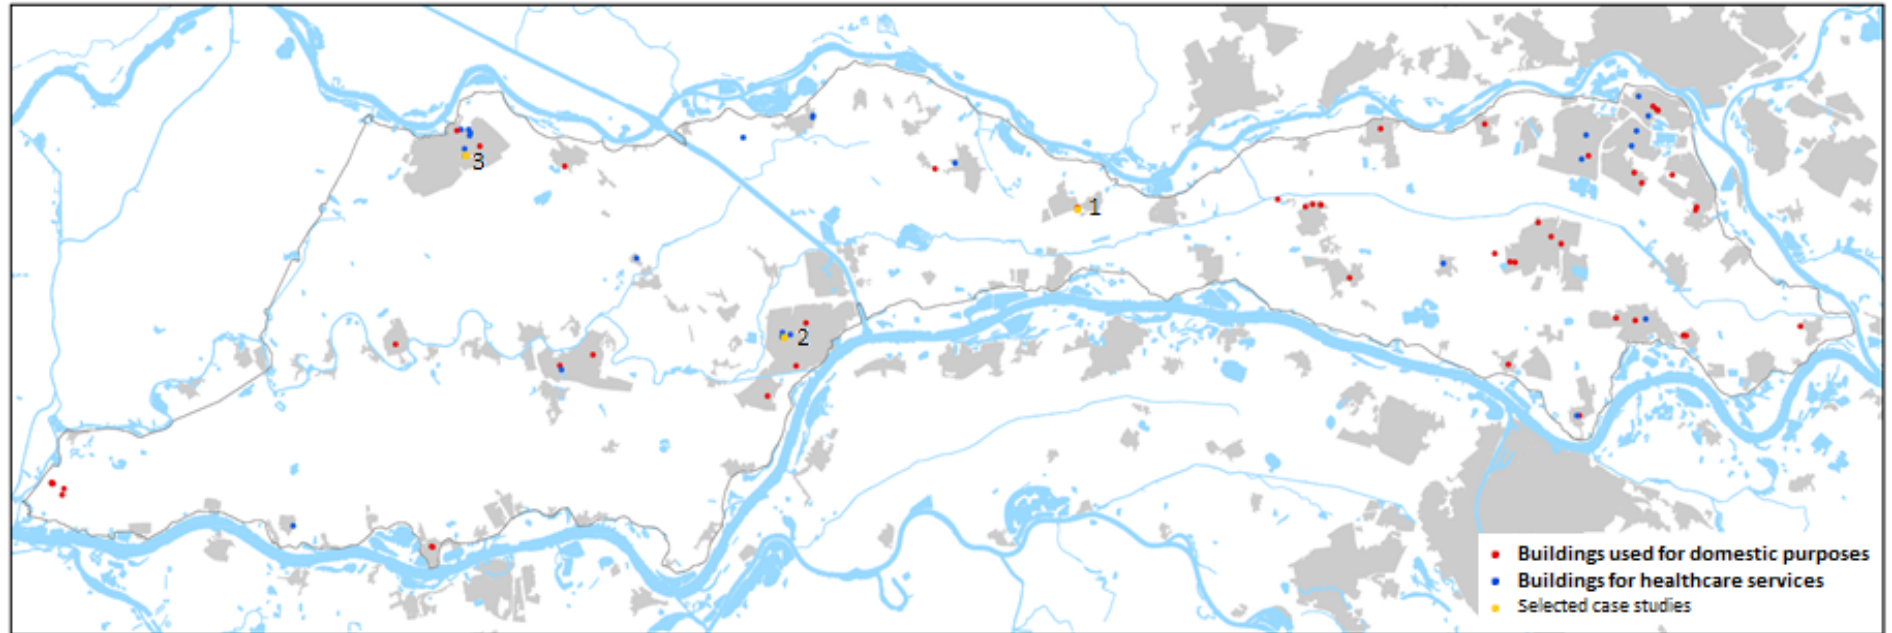 3
1
2
Buildings used for domestic purposes
Buildings for healthcare services
Selected case studies